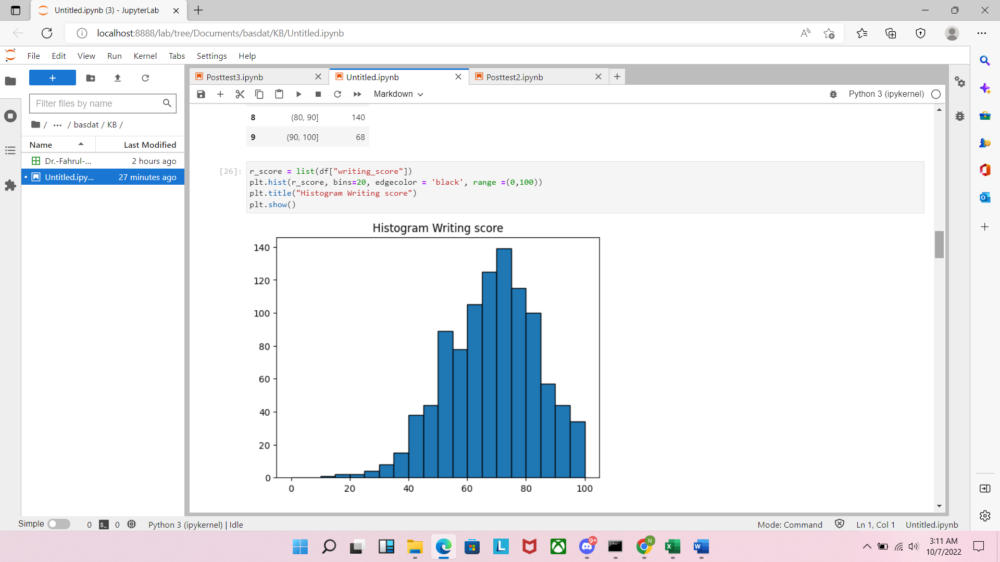 Untitled.ipynb (3) - JupyterLab
localhost:8888/lab/tree/Documents/basdat/KB/Untitled.ipynb
File Edit View Run Kernel Tabs Settings Help
Posttest3.ipynb
Untitled.ipynb
Posttest2.ipynb
Markdown
Python 3 (ipykernel)
Filter files by name
/ ... / basdat / KB /
Name Last Modified
Dr.-Fahrul-... 2 hours ago
Untitled.ipy... 27 minutes ago
8 (80, 90] 140
9 (90, 100] 68
[26]:
r_score = list(df["writing_score"])
plt.hist(r_score, bins=20, edgecolor = 'black', range =(0,100))
plt.title("Histogram Writing score")
plt.show()
Histogram Writing score
140
120
100
80
60
40
20
0
0 20 40 60 80 100
Simple 0 $_ 0 Python 3 (ipykernel) | Idle
Mode: Command Ln 1, Col 1 Untitled.ipynb
9+
N
3:11 AM
10/7/2022